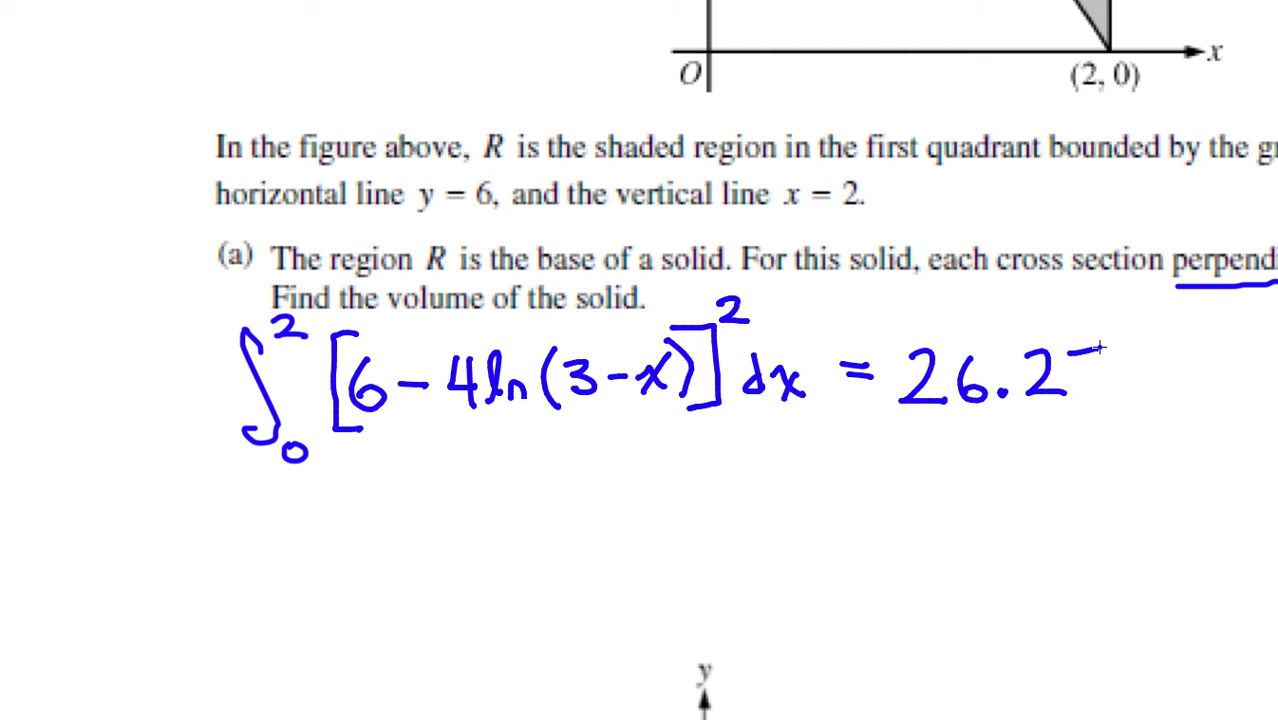 O
x
(2, 0)
In the figure above, R is the shaded region in the first quadrant bounded by the
horizontal line y = 6, and the vertical line x = 2.
(a) The region R is the base of a solid. For this solid, each cross section
Find the volume of the solid.
∫₀² [6 - 4ln(3-x)]² dx = 26.2
y